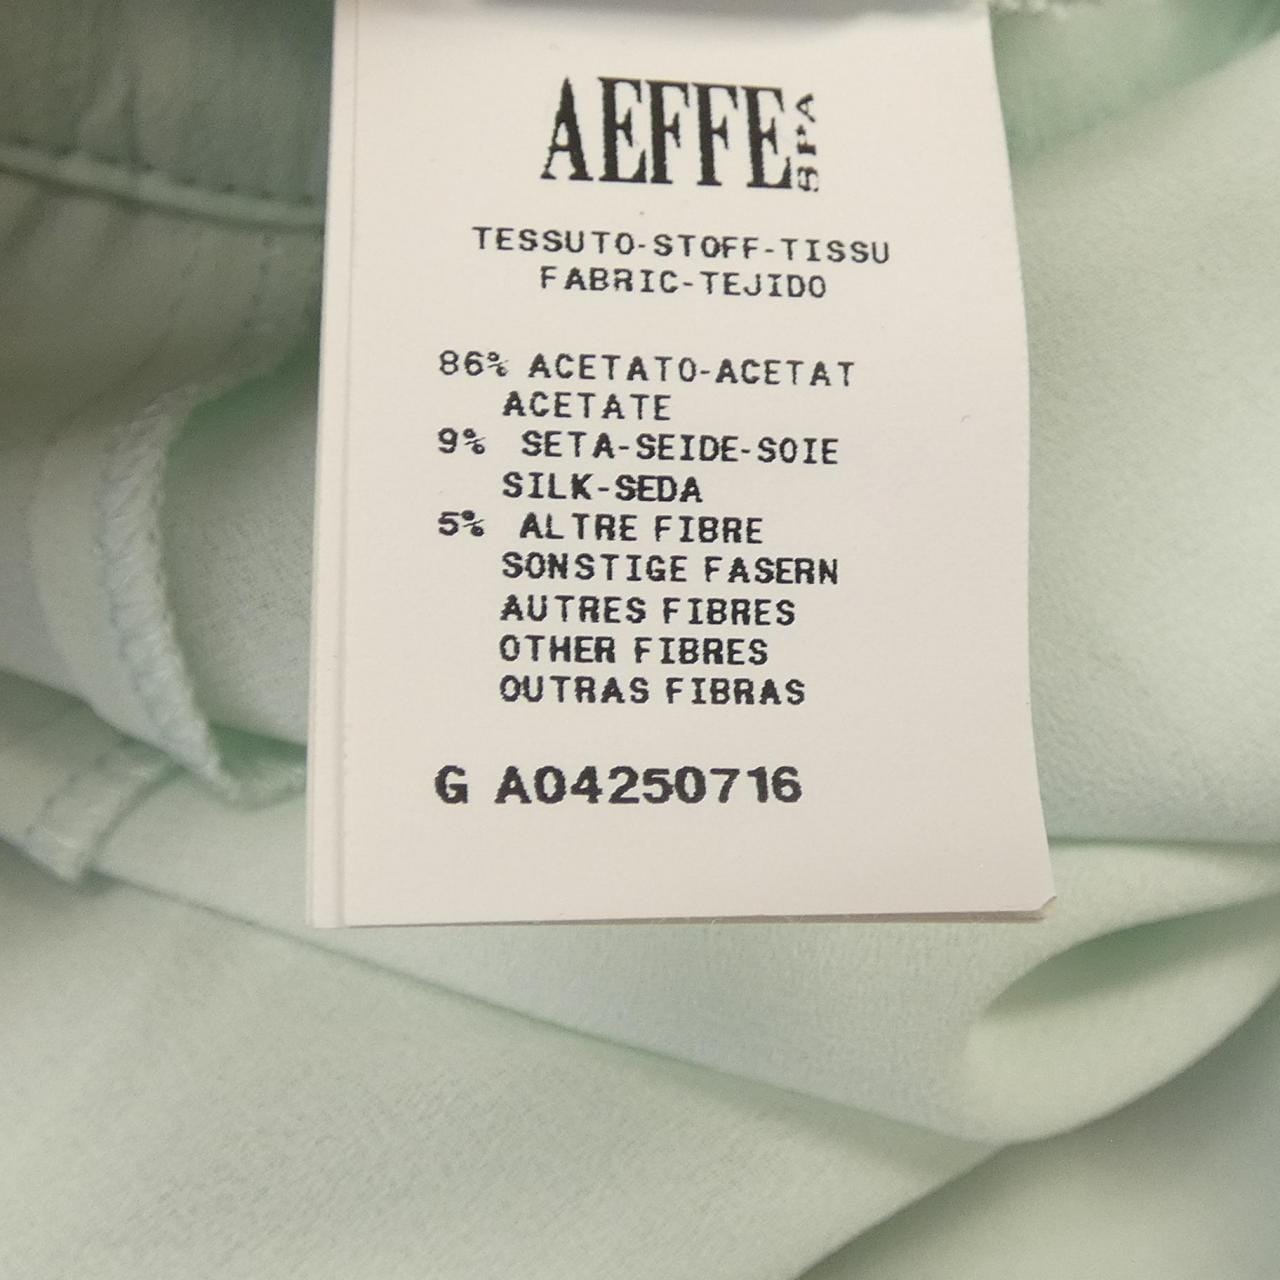 AEFFE SPA
TESSUTO-STOFF-TISSU
FABRIC-TEJIDO
86% ACETATO-ACETAT
ACETATE
9% SETA-SEIDE-SOIE
SILK-SEDA
5% ALTRE FIBRE
SONSTIGE FASERN
AUTRES FIBRES
OTHER FIBRES
OUTRAS FIBRAS
G A04250716